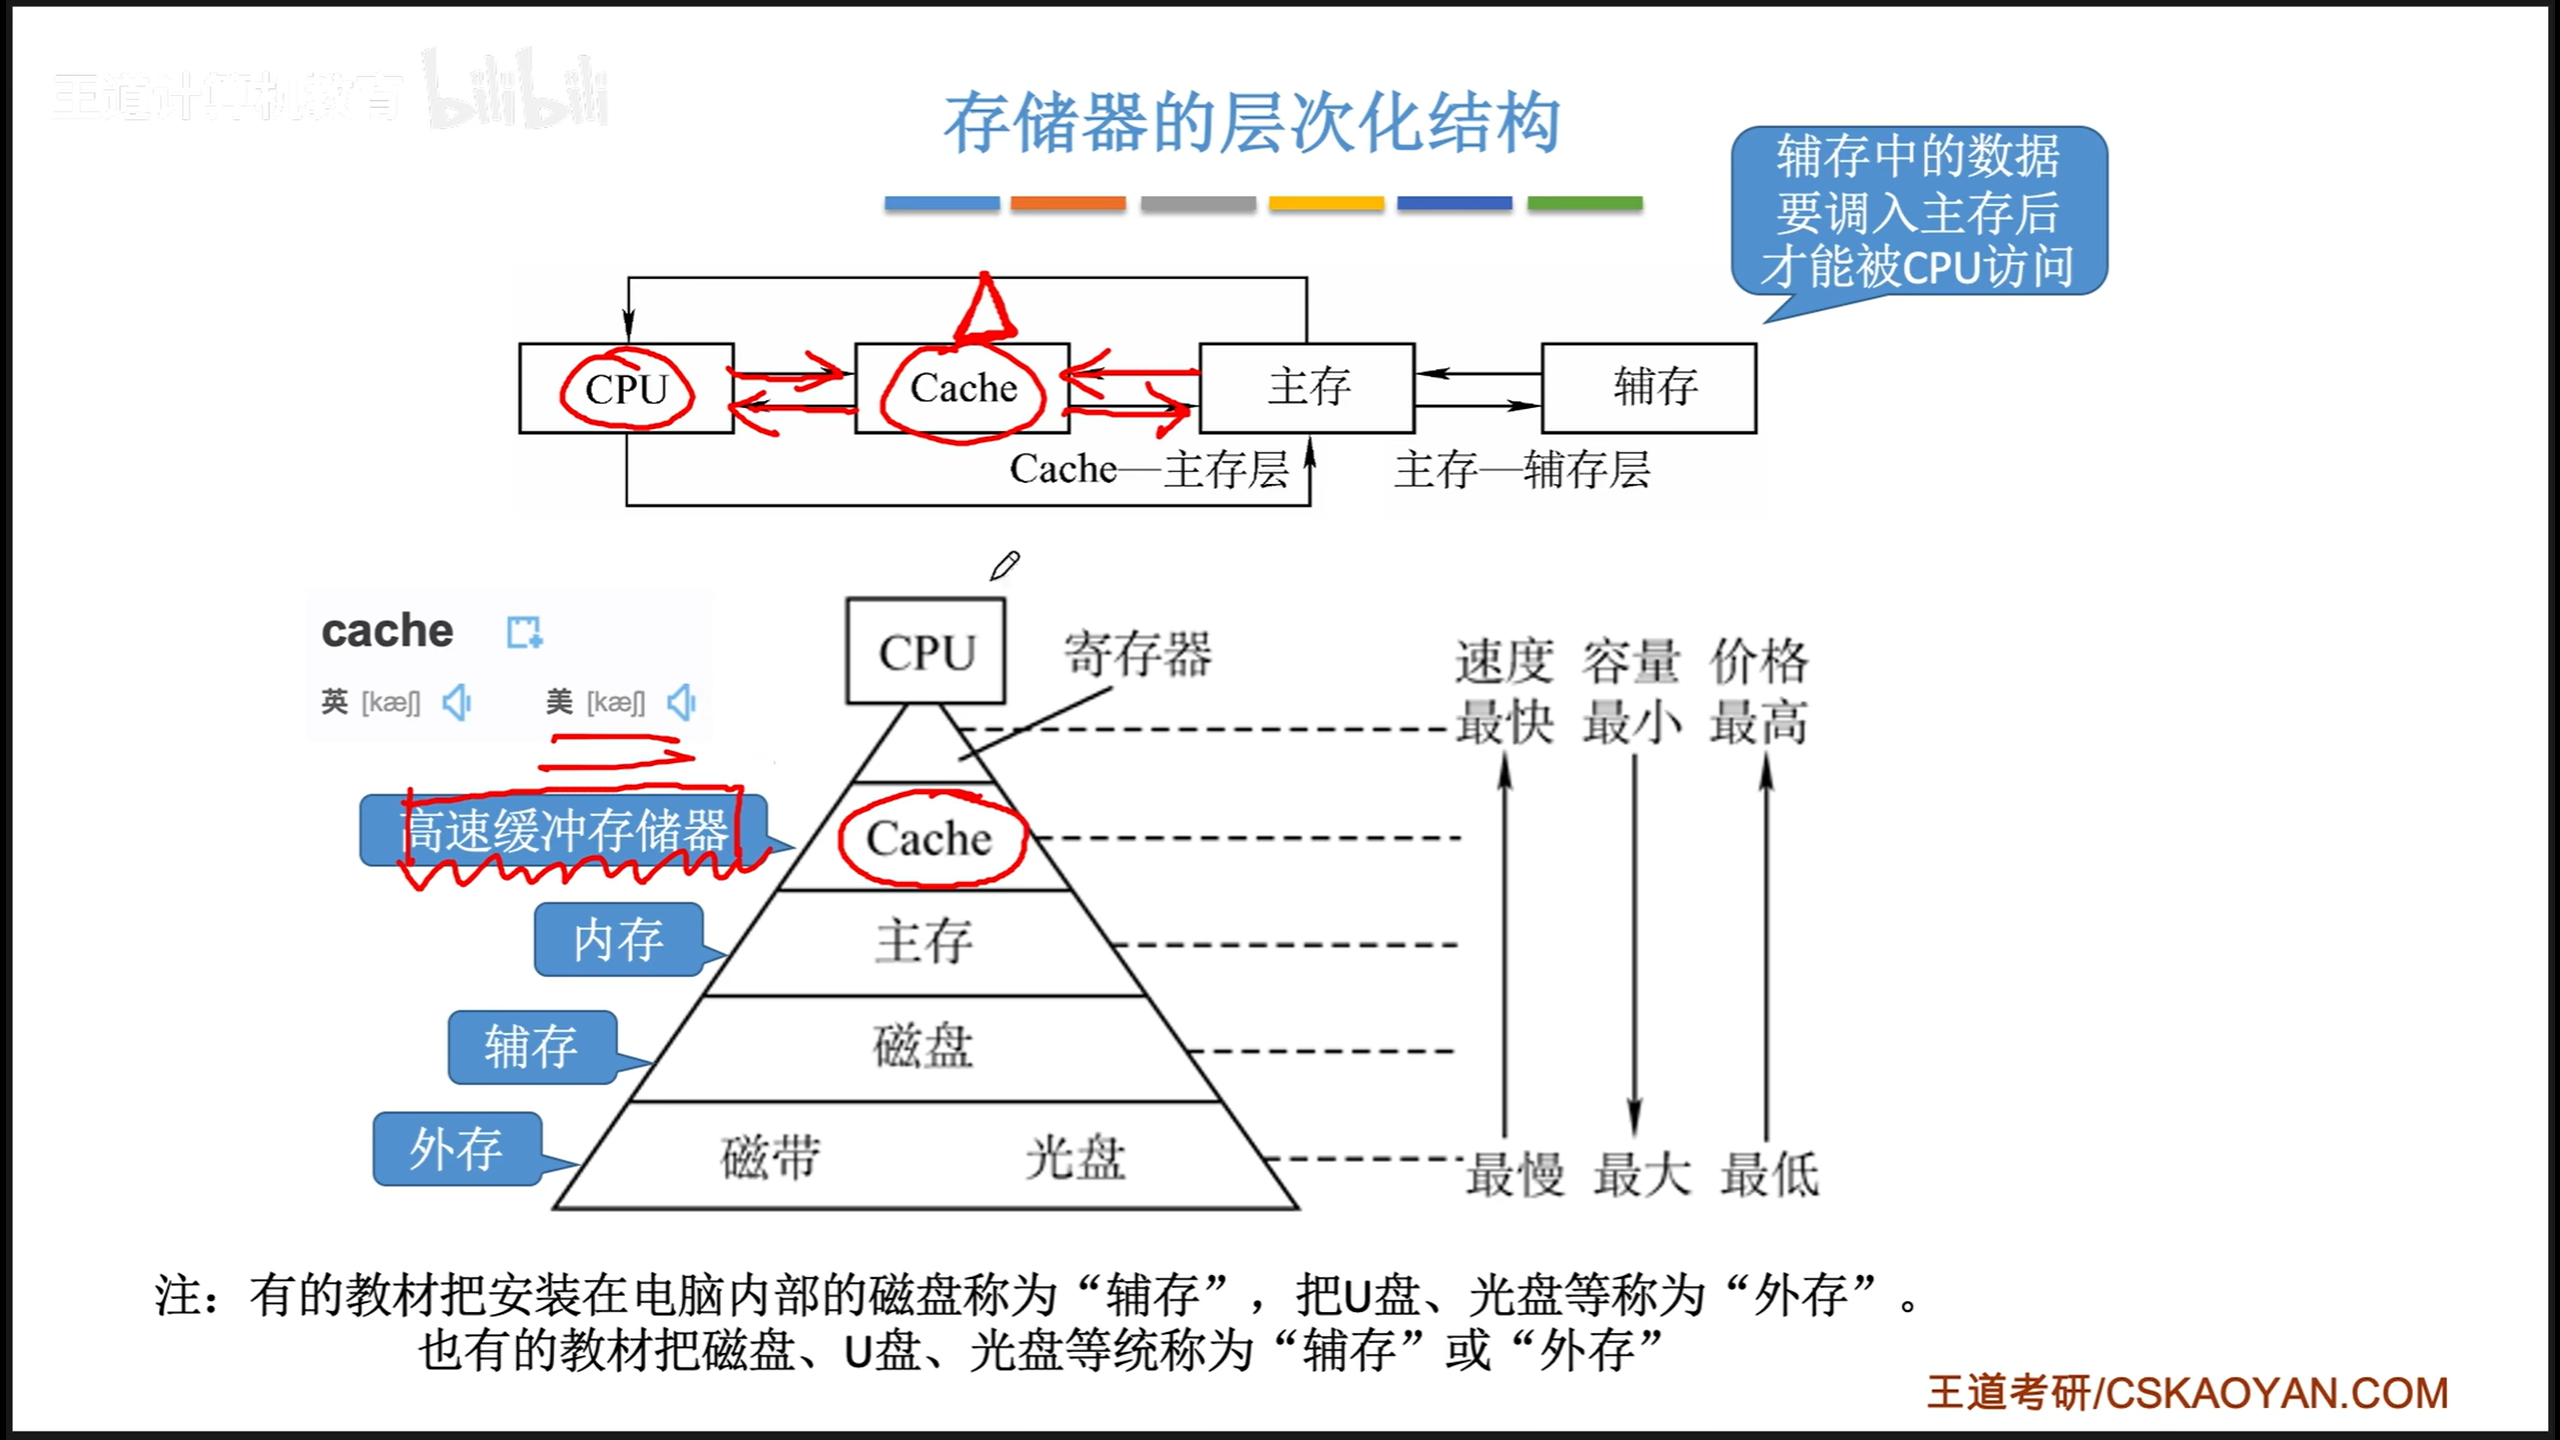 王道计算机教育 bilibili
存储器的层次化结构
辅存中的数据
要调入主存后
才能被CPU访问
CPU
Cache
主存
辅存
Cache—主存层
主存—辅存层
cache
英 [kæʃ] 美 [kæʃ]
CPU
寄存器
速度 容量 价格
最快 最小 最高
高速缓冲存储器
Cache
内存
主存
辅存
磁盘
外存
磁带 光盘
最慢 最大 最低
注：有的教材把安装在电脑内部的磁盘称为“辅存”，把U盘、光盘等称为“外存”。
也有的教材把磁盘、U盘、光盘等统称为“辅存”或“外存”
王道考研/CSKAOYAN.COM